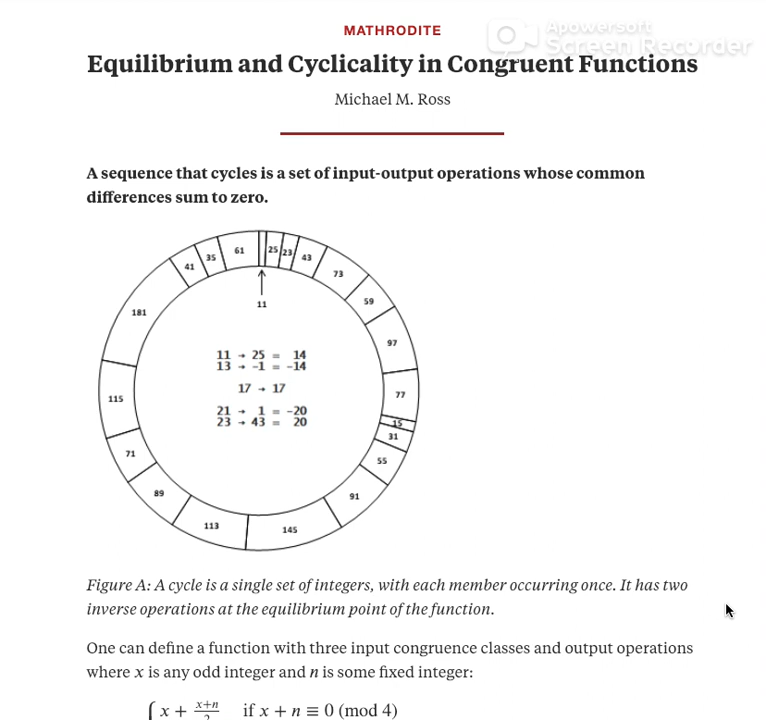 MATHRODITE
Apowersoft
Screen Recorder
Equilibrium and Cyclicality in Congruent Functions
Michael M. Ross
A sequence that cycles is a set of input-output operations whose common
differences sum to zero.
61
25
23
43
35
41
73
59
181
11
97
11 → 25 = 14
13 → -1 = -14
17 → 17
21 → 1 = -20
23 → 43 = 20
77
115
15
31
71
55
89
91
113
145
Figure A: A cycle is a single set of integers, with each member occurring once. It has two
inverse operations at the equilibrium point of the function.
One can define a function with three input congruence classes and output operations
where x is any odd integer and n is some fixed integer:
{ x + x+n/2 if x + n ≡ 0 (mod 4)